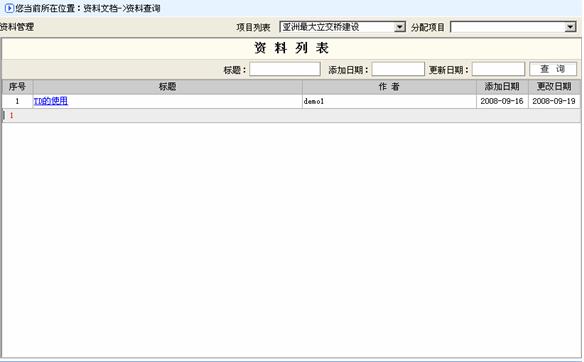 您当前所在位置：资料文档->资料查询
资料管理 项目列表 亚洲最大立交桥建设 分配项目
资 料 列 表
标题： 添加日期： 更新日期： 查 询
序号 标题 作 者 添加日期 更改日期
1 TD的使用 demo1 2008-09-16 2008-09-19
1